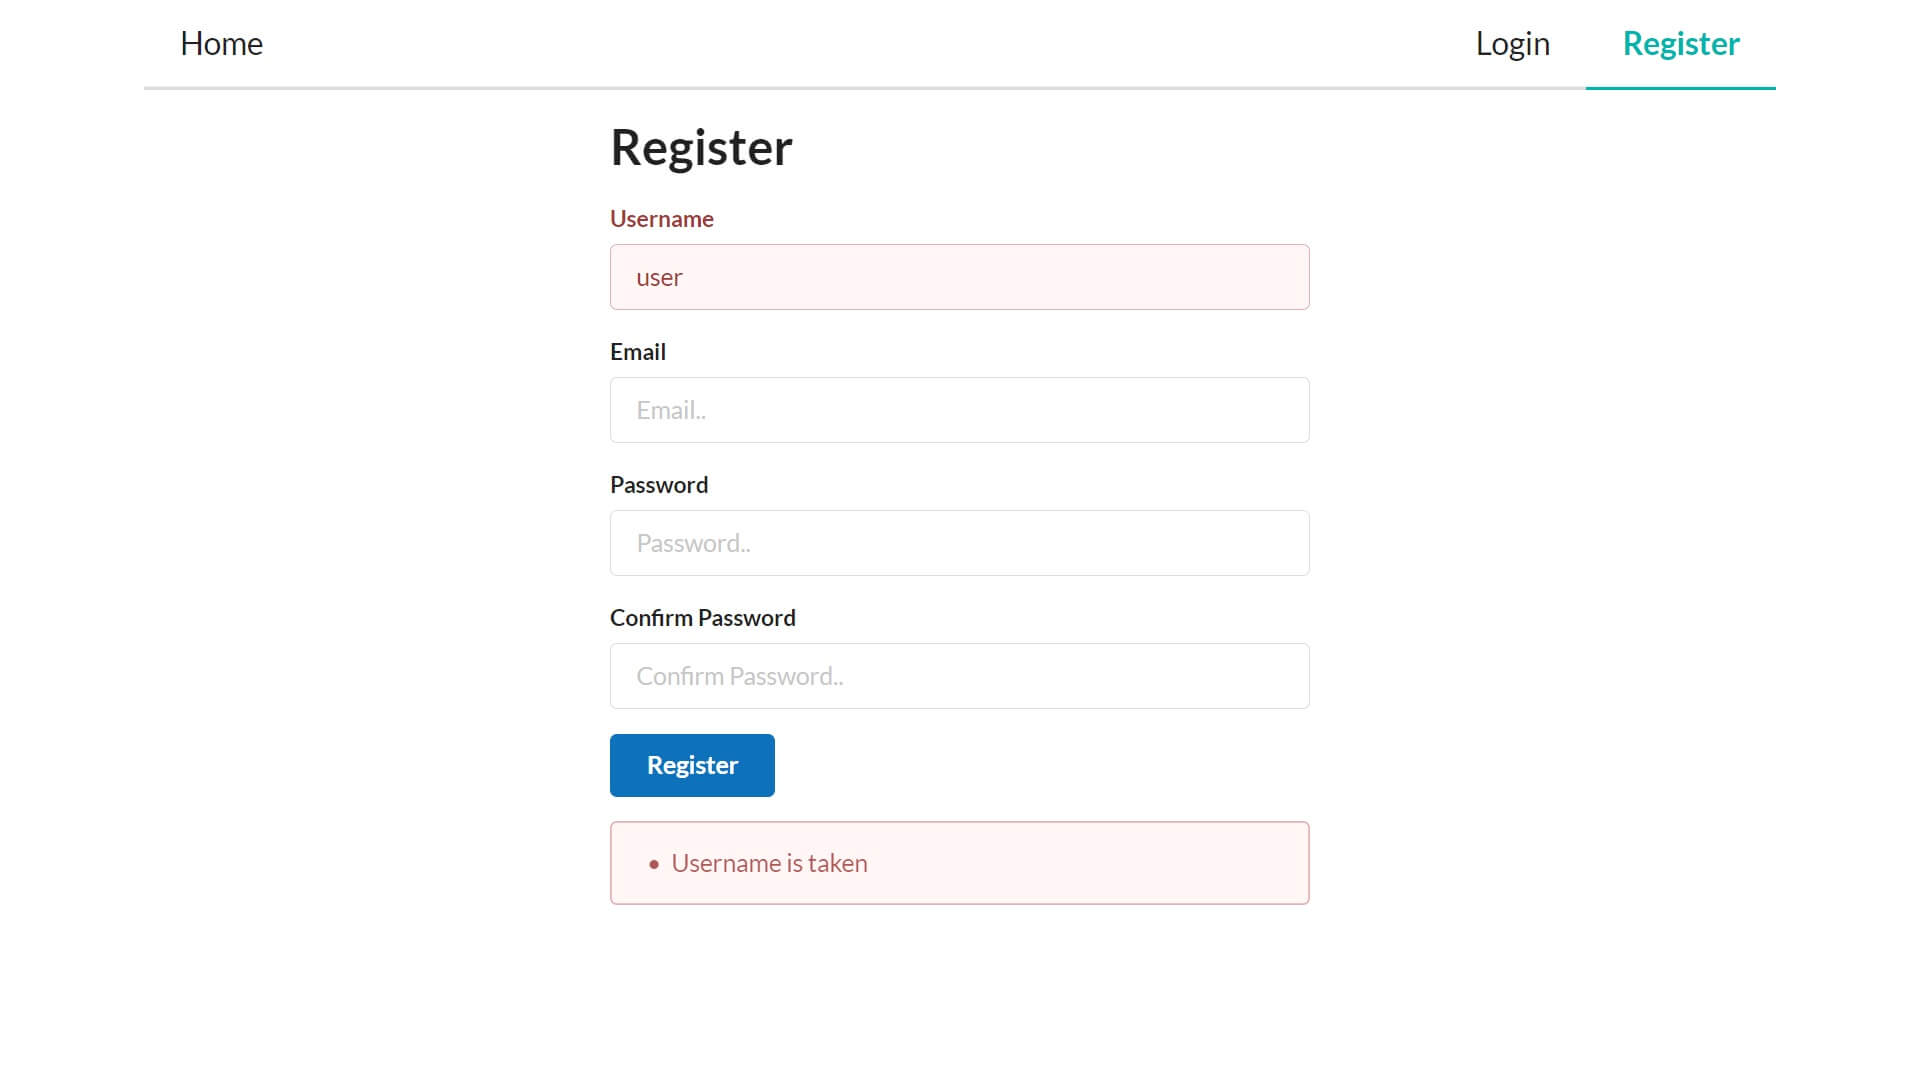 Home Login Register
Register
Username
user
Email
Email..
Password
Password..
Confirm Password
Confirm Password..
Register
• Username is taken